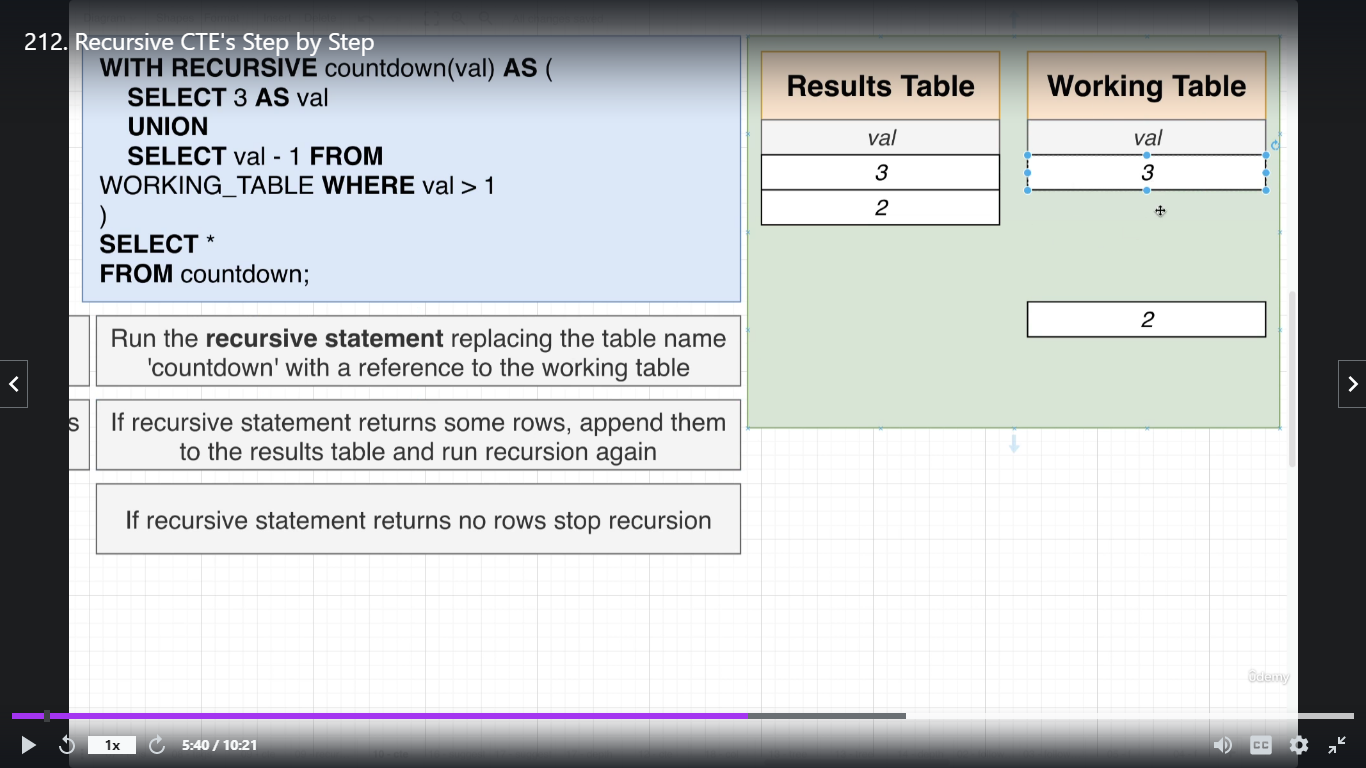 212. Recursive CTE's Step by Step
WITH RECURSIVE countdown(val) AS (
SELECT 3 AS val
UNION
SELECT val - 1 FROM
WORKING_TABLE WHERE val > 1
)
SELECT *
FROM countdown;
Run the recursive statement replacing the table name
'countdown' with a reference to the working table
s
If recursive statement returns some rows, append them
to the results table and run recursion again
If recursive statement returns no rows stop recursion
Results Table
val
3
2
Working Table
val
3
2
ûdemy
1x
5:40 / 10:21
CC